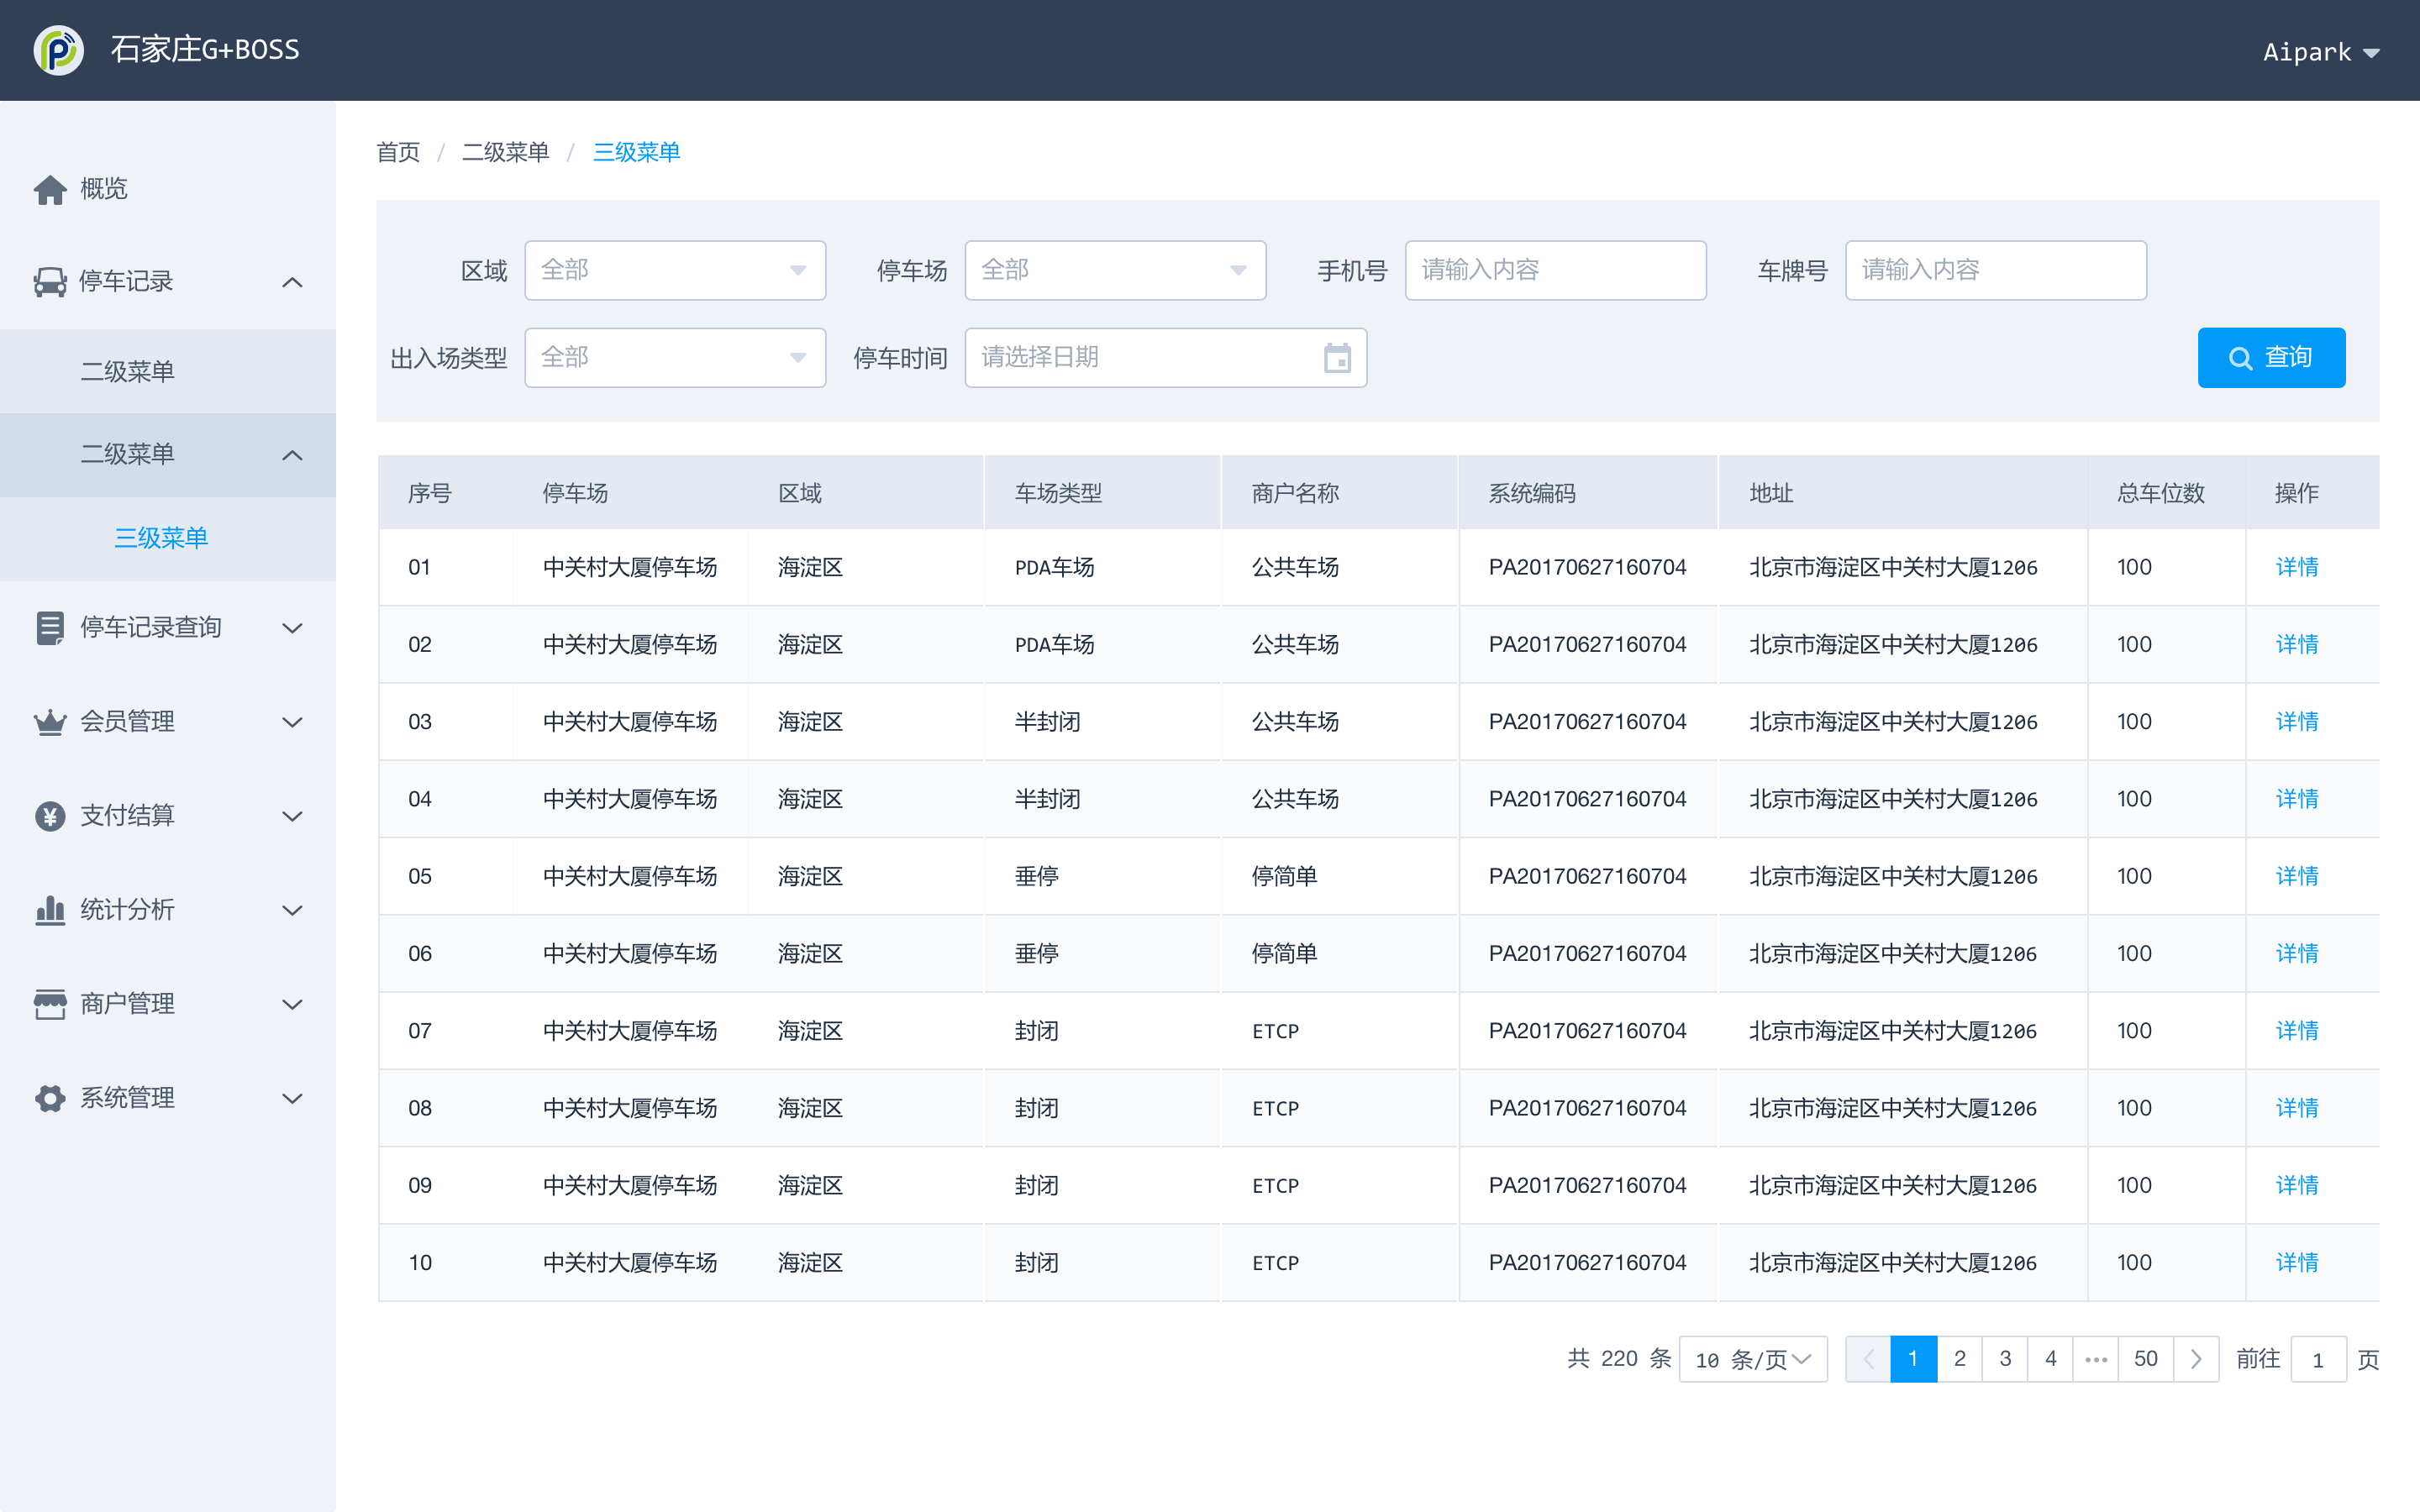 石家庄G+BOSS
Aipark
概览
停车记录
二级菜单
二级菜单
三级菜单
停车记录查询
会员管理
支付结算
统计分析
商户管理
系统管理
首页 / 二级菜单 / 三级菜单
区域 全部 停车场 全部 手机号 请输入内容 车牌号 请输入内容
出入场类型 全部 停车时间 请选择日期 查询
序号 停车场 区域 车场类型 商户名称 系统编码 地址 总车位数 操作
01 中关村大厦停车场 海淀区 PDA车场 公共车场 PA20170627160704 北京市海淀区中关村大厦1206 100 详情
02 中关村大厦停车场 海淀区 PDA车场 公共车场 PA20170627160704 北京市海淀区中关村大厦1206 100 详情
03 中关村大厦停车场 海淀区 半封闭 公共车场 PA20170627160704 北京市海淀区中关村大厦1206 100 详情
04 中关村大厦停车场 海淀区 半封闭 公共车场 PA20170627160704 北京市海淀区中关村大厦1206 100 详情
05 中关村大厦停车场 海淀区 垂停 停简单 PA20170627160704 北京市海淀区中关村大厦1206 100 详情
06 中关村大厦停车场 海淀区 垂停 停简单 PA20170627160704 北京市海淀区中关村大厦1206 100 详情
07 中关村大厦停车场 海淀区 封闭 ETCP PA20170627160704 北京市海淀区中关村大厦1206 100 详情
08 中关村大厦停车场 海淀区 封闭 ETCP PA20170627160704 北京市海淀区中关村大厦1206 100 详情
09 中关村大厦停车场 海淀区 封闭 ETCP PA20170627160704 北京市海淀区中关村大厦1206 100 详情
10 中关村大厦停车场 海淀区 封闭 ETCP PA20170627160704 北京市海淀区中关村大厦1206 100 详情
共 220 条 10 条/页 1 2 3 4 ••• 50 前往 1 页